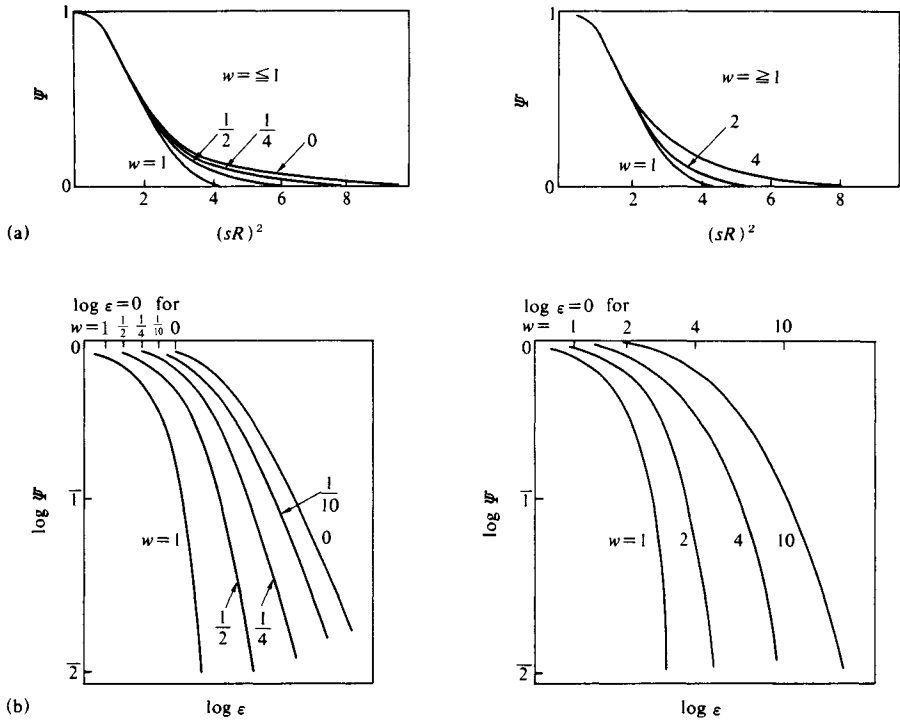 1
Ψ
0
w = ≦ 1
1/2
1/4
0
w = 1
2
4
6
8
(sR)²
(a)
1
Ψ
0
w = ≧ 1
2
4
w = 1
2
4
6
8
(sR)²
log ε = 0 for
w = 1 1/2 1/4 1/10 0
0
1̅
2̅
log Ψ
w = 1
1/2
1/4
1/10
0
log ε
(b)
log ε = 0 for
w = 1 2 4 10
0
1̅
2̅
log Ψ
w = 1
2
4
10
log ε